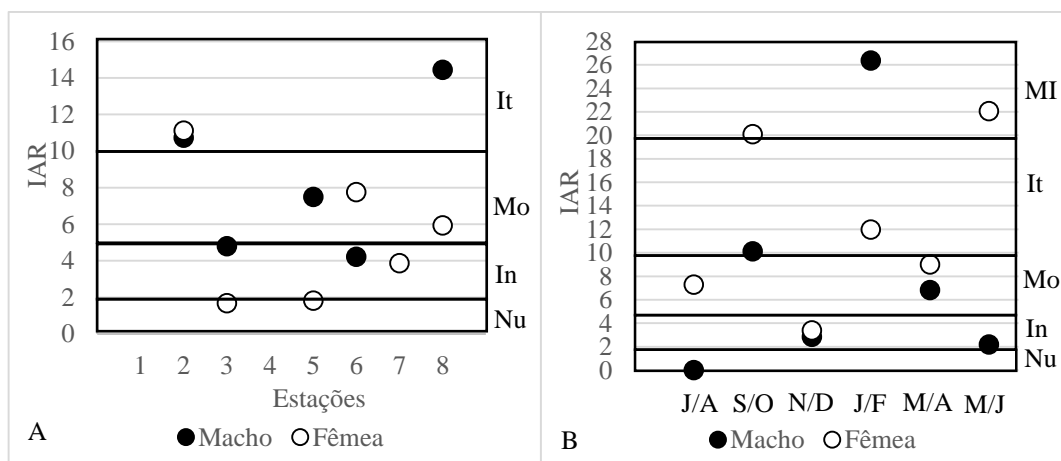 16
14
12
10
8
6
4
2
0
IAR
It
Mo
In
Nu
1 2 3 4 5 6 7 8
Estações
A
Macho Fêmea
28
26
24
22
20
18
16
14
12
10
8
6
4
2
0
IAR
MI
It
Mo
In
Nu
J/A S/O N/D J/F M/A M/J
B
Macho Fêmea